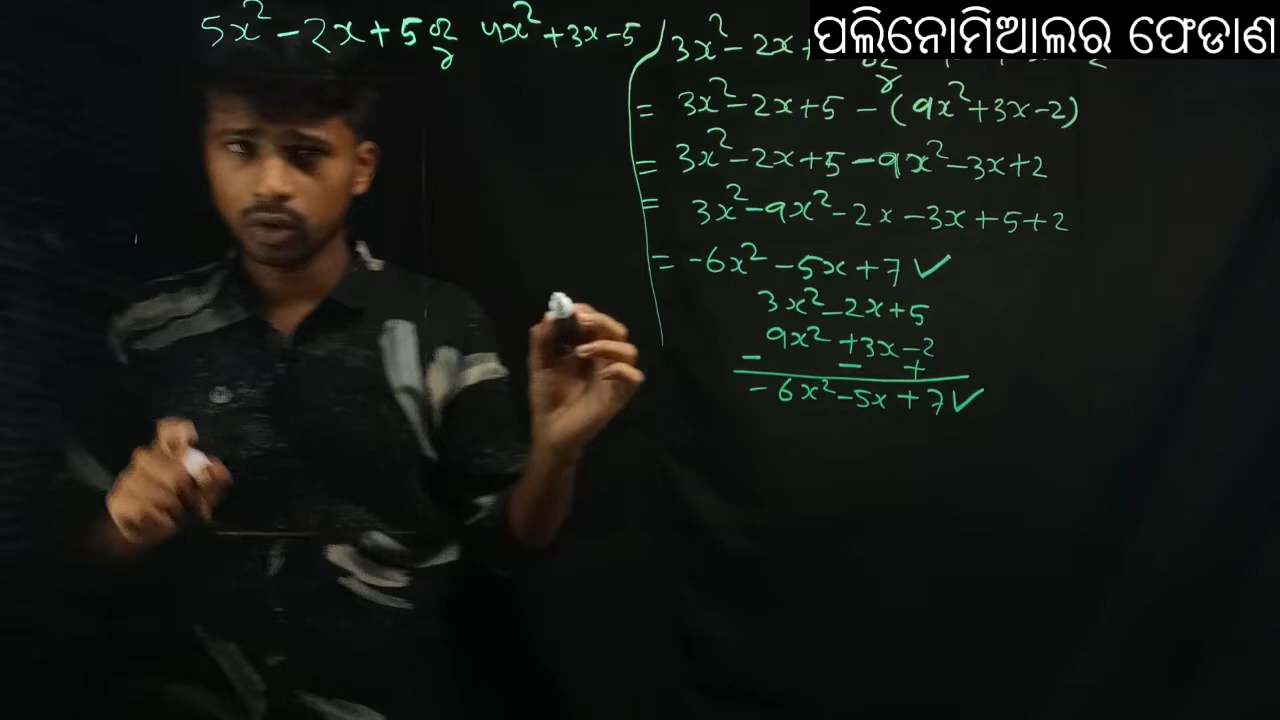 ପଲିନୋମିଆଲର ଫେଡାଣ
5x² - 2x + 5 ରୁ 4x² + 3x - 5
3x² - 2x +
= 3x² - 2x + 5 - (9x² + 3x - 2)
= 3x² - 2x + 5 - 9x² - 3x + 2
= 3x² - 9x² - 2x - 3x + 5 + 2
= -6x² - 5x + 7 ✓
3x² - 2x + 5
9x² + 3x - 2
- - +
-6x² - 5x + 7 ✓